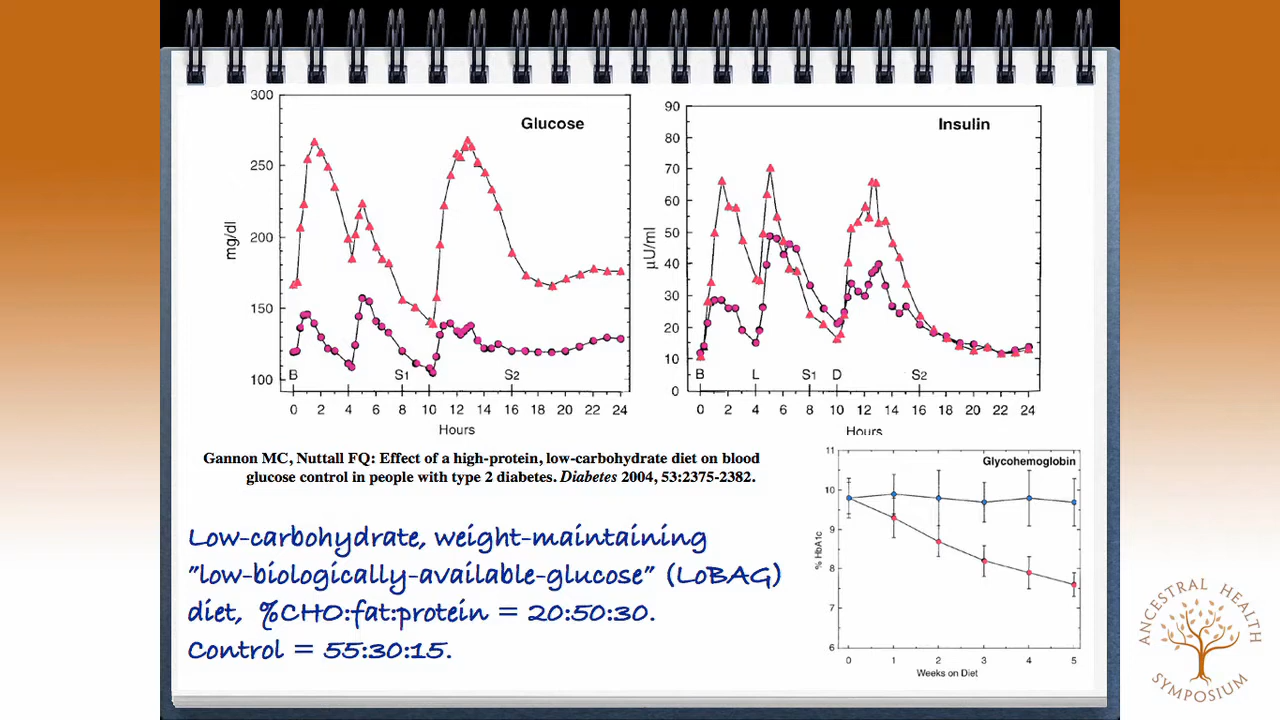 300
250
200
150
100
mg/dl
Glucose
B
S1
S2
0 2 4 6 8 10 12 14 16 18 20 22 24
Hours
90
80
70
60
50
40
30
20
10
0
µU/ml
Insulin
B L S1 D S2
0 2 4 6 8 10 12 14 16 18 20 22 24
Hours
Gannon MC, Nuttall FQ: Effect of a high-protein, low-carbohydrate diet on blood
glucose control in people with type 2 diabetes. Diabetes 2004, 53:2375-2382.
Low-carbohydrate, weight-maintaining
"low-biologically-available-glucose" (LoBAG)
diet, %CHO:fat:protein = 20:50:30.
Control = 55:30:15.
11
10
9
8
7
6
% HbA1c
Glycohemoglobin
0 1 2 3 4 5
Weeks on Diet
ANCESTRAL HEALTH
SYMPOSIUM